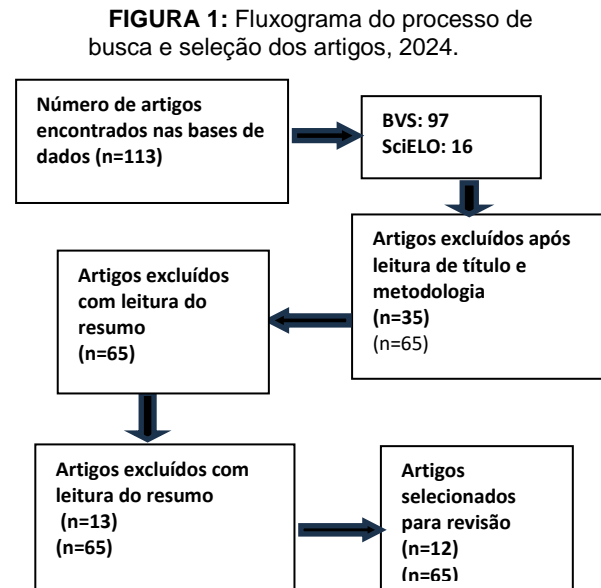 FIGURA 1: Fluxograma do processo de
busca e seleção dos artigos, 2024.
Número de artigos
encontrados nas bases de
dados (n=113)
BVS: 97
SciELO: 16
Artigos excluídos após
leitura de título e
metodologia
(n=35)
(n=65)
Artigos excluídos
com leitura do
resumo
(n=65)
Artigos excluídos com
leitura do resumo
(n=13)
(n=65)
Artigos
selecionados
para revisão
(n=12)
(n=65)